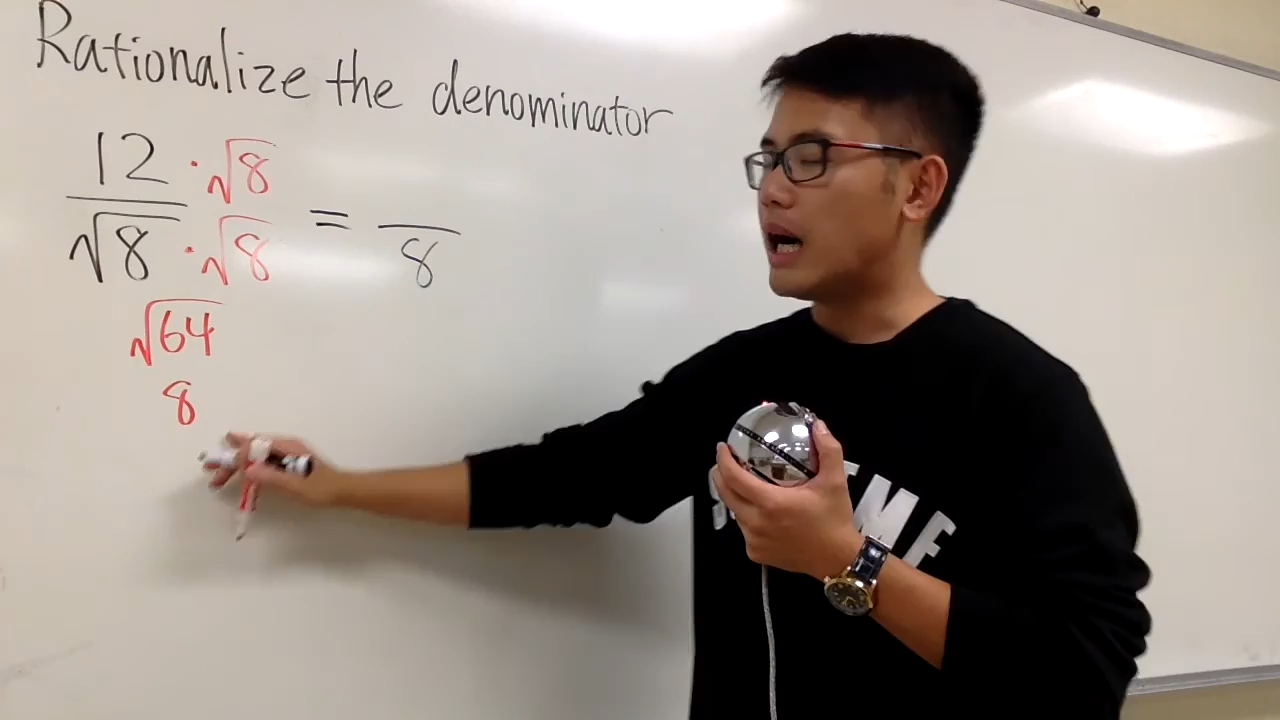 Rationalize the denominator
12 · √8
√8 · √8
=
8
√64
8